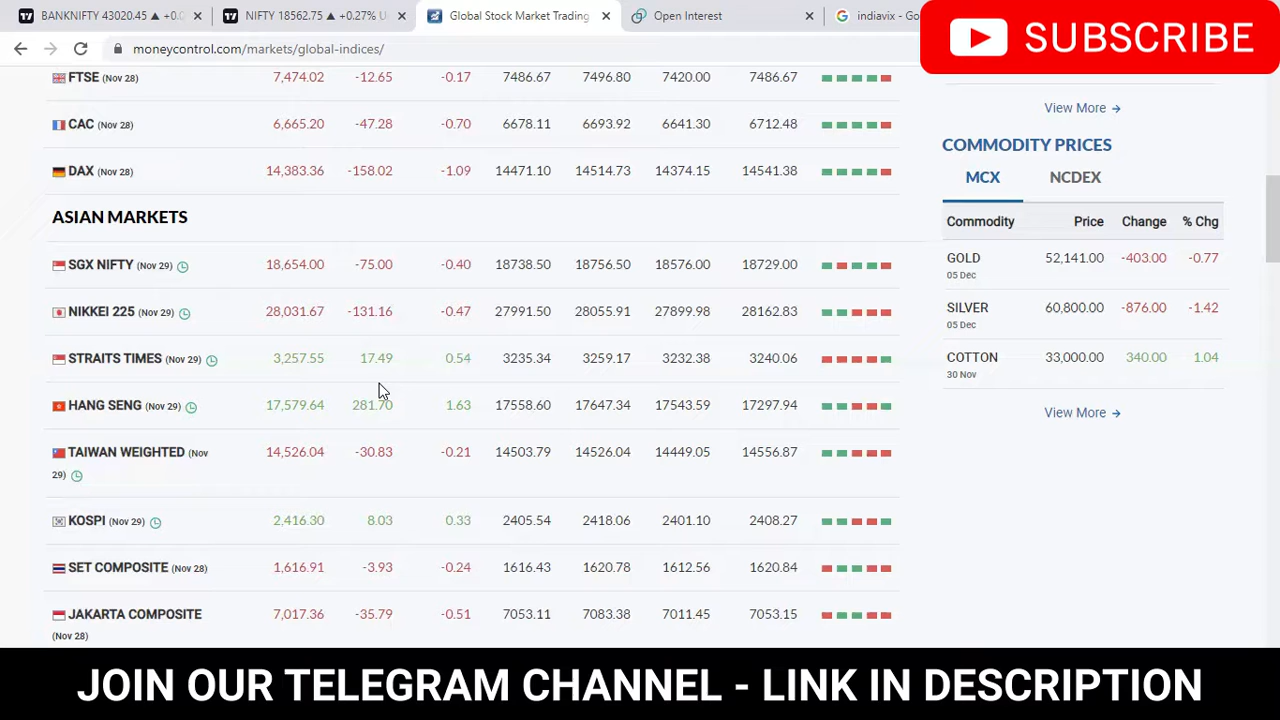 BANKNIFTY 43020.45 ▲ +0.
NIFTY 18562.75 ▲ +0.27% U
Global Stock Market Trading
Open Interest
indiavix - Go
moneycontrol.com/markets/global-indices/
SUBSCRIBE
FTSE (Nov 28) 7,474.02 -12.65 -0.17 7486.67 7496.80 7420.00 7486.67
CAC (Nov 28) 6,665.20 -47.28 -0.70 6678.11 6693.92 6641.30 6712.48
DAX (Nov 28) 14,383.36 -158.02 -1.09 14471.10 14514.73 14374.15 14541.38
ASIAN MARKETS
SGX NIFTY (Nov 29) 18,654.00 -75.00 -0.40 18738.50 18756.50 18576.00 18729.00
NIKKEI 225 (Nov 29) 28,031.67 -131.16 -0.47 27991.50 28055.91 27899.98 28162.83
STRAITS TIMES (Nov 29) 3,257.55 17.49 0.54 3235.34 3259.17 3232.38 3240.06
HANG SENG (Nov 29) 17,579.64 281.70 1.63 17558.60 17647.34 17543.59 17297.94
TAIWAN WEIGHTED (Nov 14,526.04 -30.83 -0.21 14503.79 14526.04 14449.05 14556.87
29)
KOSPI (Nov 29) 2,416.30 8.03 0.33 2405.54 2418.06 2401.10 2408.27
SET COMPOSITE (Nov 28) 1,616.91 -3.93 -0.24 1616.43 1620.78 1612.56 1620.84
JAKARTA COMPOSITE 7,017.36 -35.79 -0.51 7053.11 7083.38 7011.45 7053.15
(Nov 28)
View More →
COMMODITY PRICES
MCX NCDEX
Commodity Price Change % Chg
GOLD 52,141.00 -403.00 -0.77
05 Dec
SILVER 60,800.00 -876.00 -1.42
05 Dec
COTTON 33,000.00 340.00 1.04
30 Nov
View More →
JOIN OUR TELEGRAM CHANNEL - LINK IN DESCRIPTION